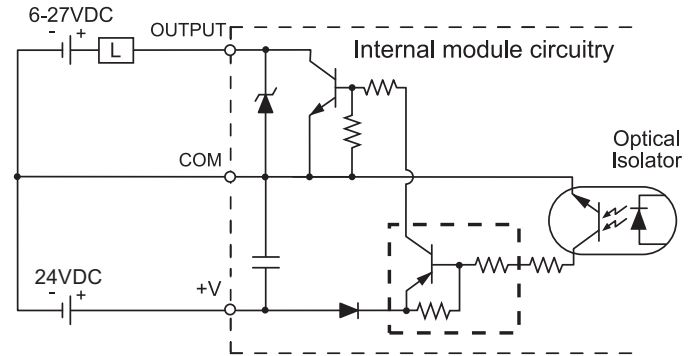 6-27VDC
- +
L
OUTPUT
Internal module circuitry
COM
Optical
Isolator
24VDC
- +
+V